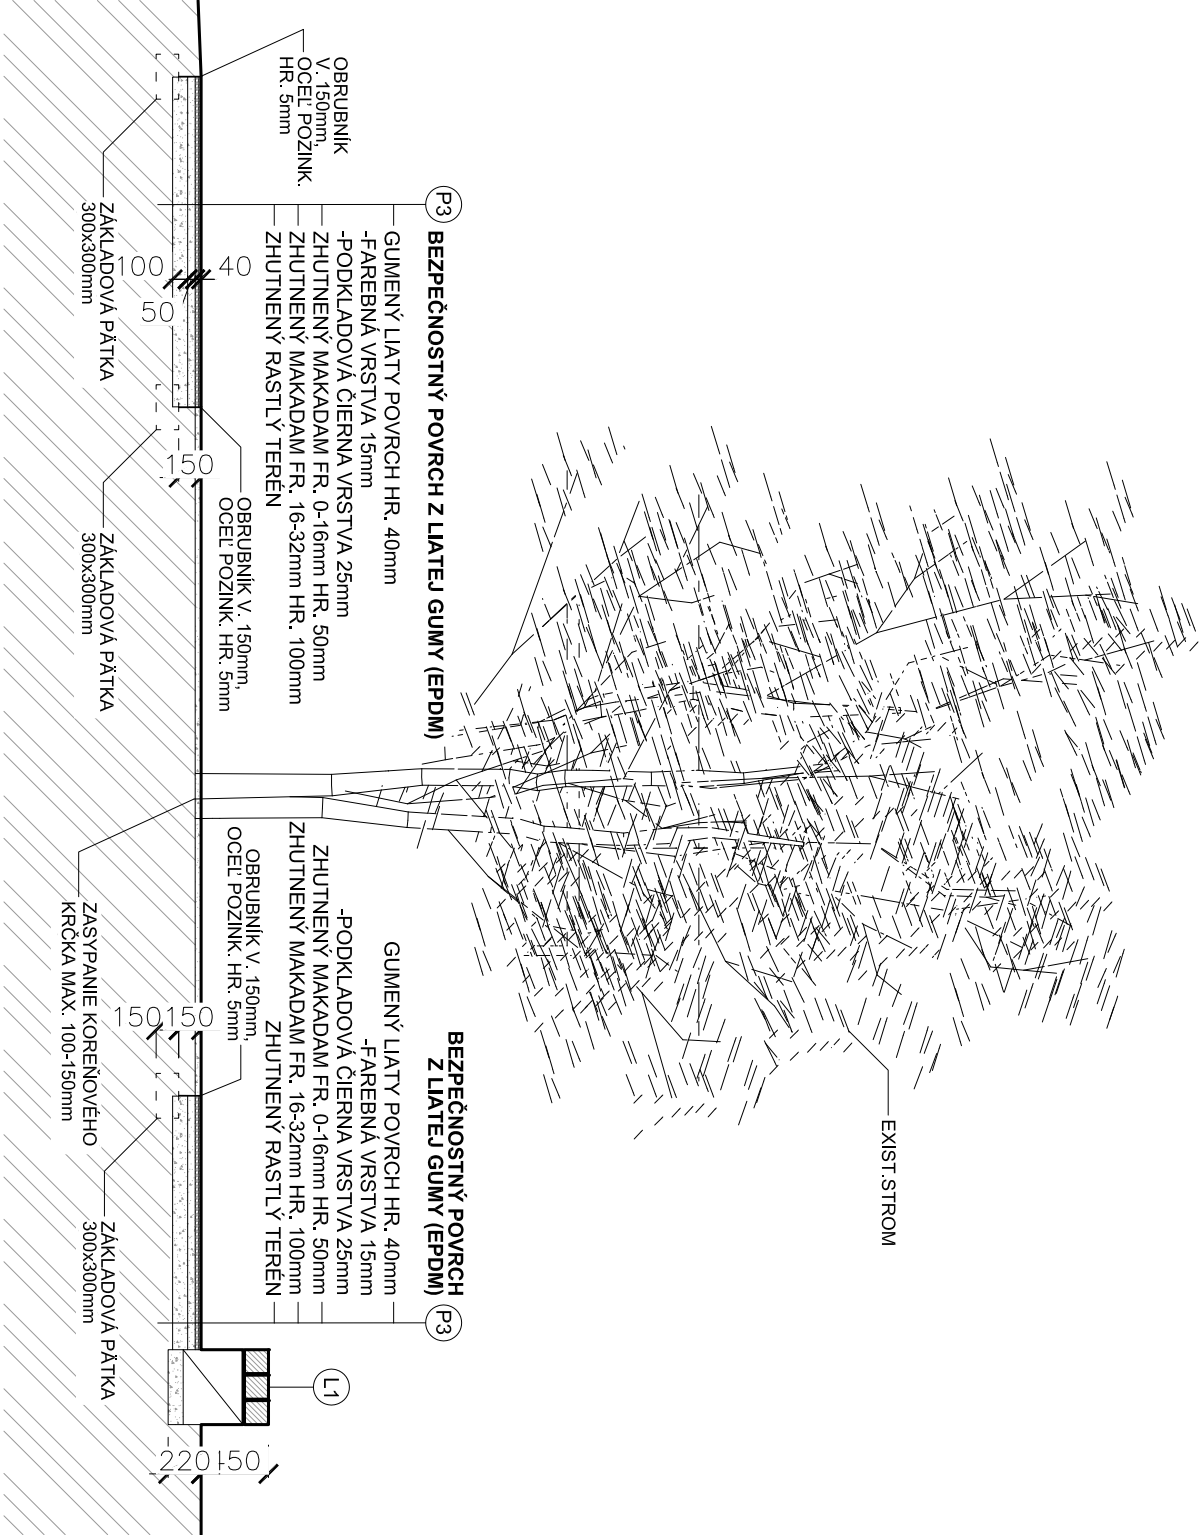 OBRUBNÍK
V. 150mm,
OCEĽ POZINK.
HR. 5mm
P3
BEZPEČNOSTNÝ POVRCH Z LIATEJ GUMY (EPDM)
GUMENÝ LIATY POVRCH HR. 40mm
-FAREBNÁ VRSTVA 15mm
-PODKLADOVÁ ČIERNA VRSTVA 25mm
ZHUTNENÝ MAKADAM FR. 0-16mm HR. 50mm
ZHUTNENÝ MAKADAM FR. 16-32mm HR. 100mm
ZHUTNENÝ RASTLÝ TERÉN
40
100
50
ZÁKLADOVÁ PÄTKA
300x300mm
150
OBRUBNÍK V. 150mm,
OCEĽ POZINK. HR. 5mm
ZÁKLADOVÁ PÄTKA
300x300mm
EXIST.STROM
BEZPEČNOSTNÝ POVRCH
Z LIATEJ GUMY (EPDM)
P3
GUMENÝ LIATY POVRCH HR. 40mm
-FAREBNÁ VRSTVA 15mm
-PODKLADOVÁ ČIERNA VRSTVA 25mm
ZHUTNENÝ MAKADAM FR. 0-16mm HR. 50mm
ZHUTNENÝ MAKADAM FR. 16-32mm HR. 100mm
ZHUTNENÝ RASTLÝ TERÉN
OBRUBNÍK V. 150mm,
OCEĽ POZINK. HR. 5mm
150
150
ZASYPANIE KOREŇOVÉHO
KRČKA MAX. 100-150mm
ZÁKLADOVÁ PÄTKA
300x300mm
L1
220